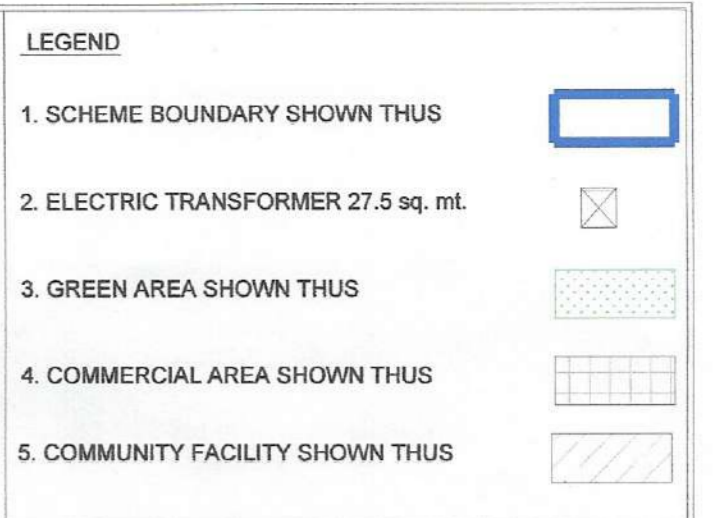 LEGEND
1. SCHEME BOUNDARY SHOWN THUS
2. ELECTRIC TRANSFORMER 27.5 sq. mt.
3. GREEN AREA SHOWN THUS
4. COMMERCIAL AREA SHOWN THUS
5. COMMUNITY FACILITY SHOWN THUS